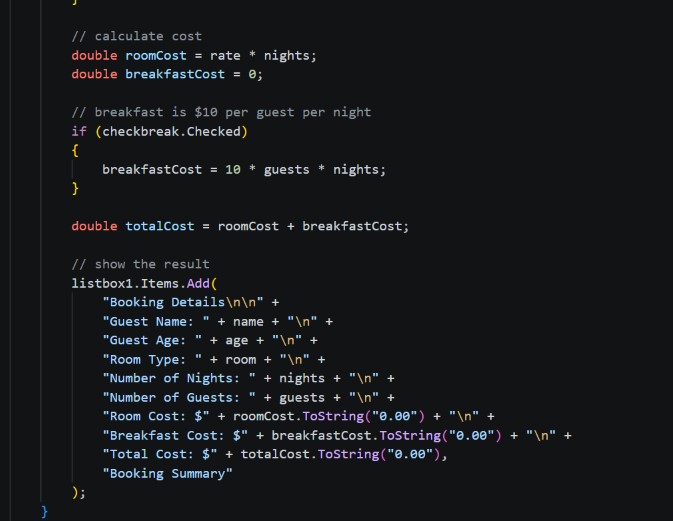 }
// calculate cost
double roomCost = rate * nights;
double breakfastCost = 0;
// breakfast is $10 per guest per night
if (checkbreak.Checked)
{
breakfastCost = 10 * guests * nights;
}
double totalCost = roomCost + breakfastCost;
// show the result
listbox1.Items.Add(
"Booking Details\n\n" +
"Guest Name: " + name + "\n" +
"Guest Age: " + age + "\n" +
"Room Type: " + room + "\n" +
"Number of Nights: " + nights + "\n" +
"Number of Guests: " + guests + "\n" +
"Room Cost: $" + roomCost.ToString("0.00") + "\n" +
"Breakfast Cost: $" + breakfastCost.ToString("0.00") + "\n" +
"Total Cost: $" + totalCost.ToString("0.00"),
"Booking Summary"
);
}